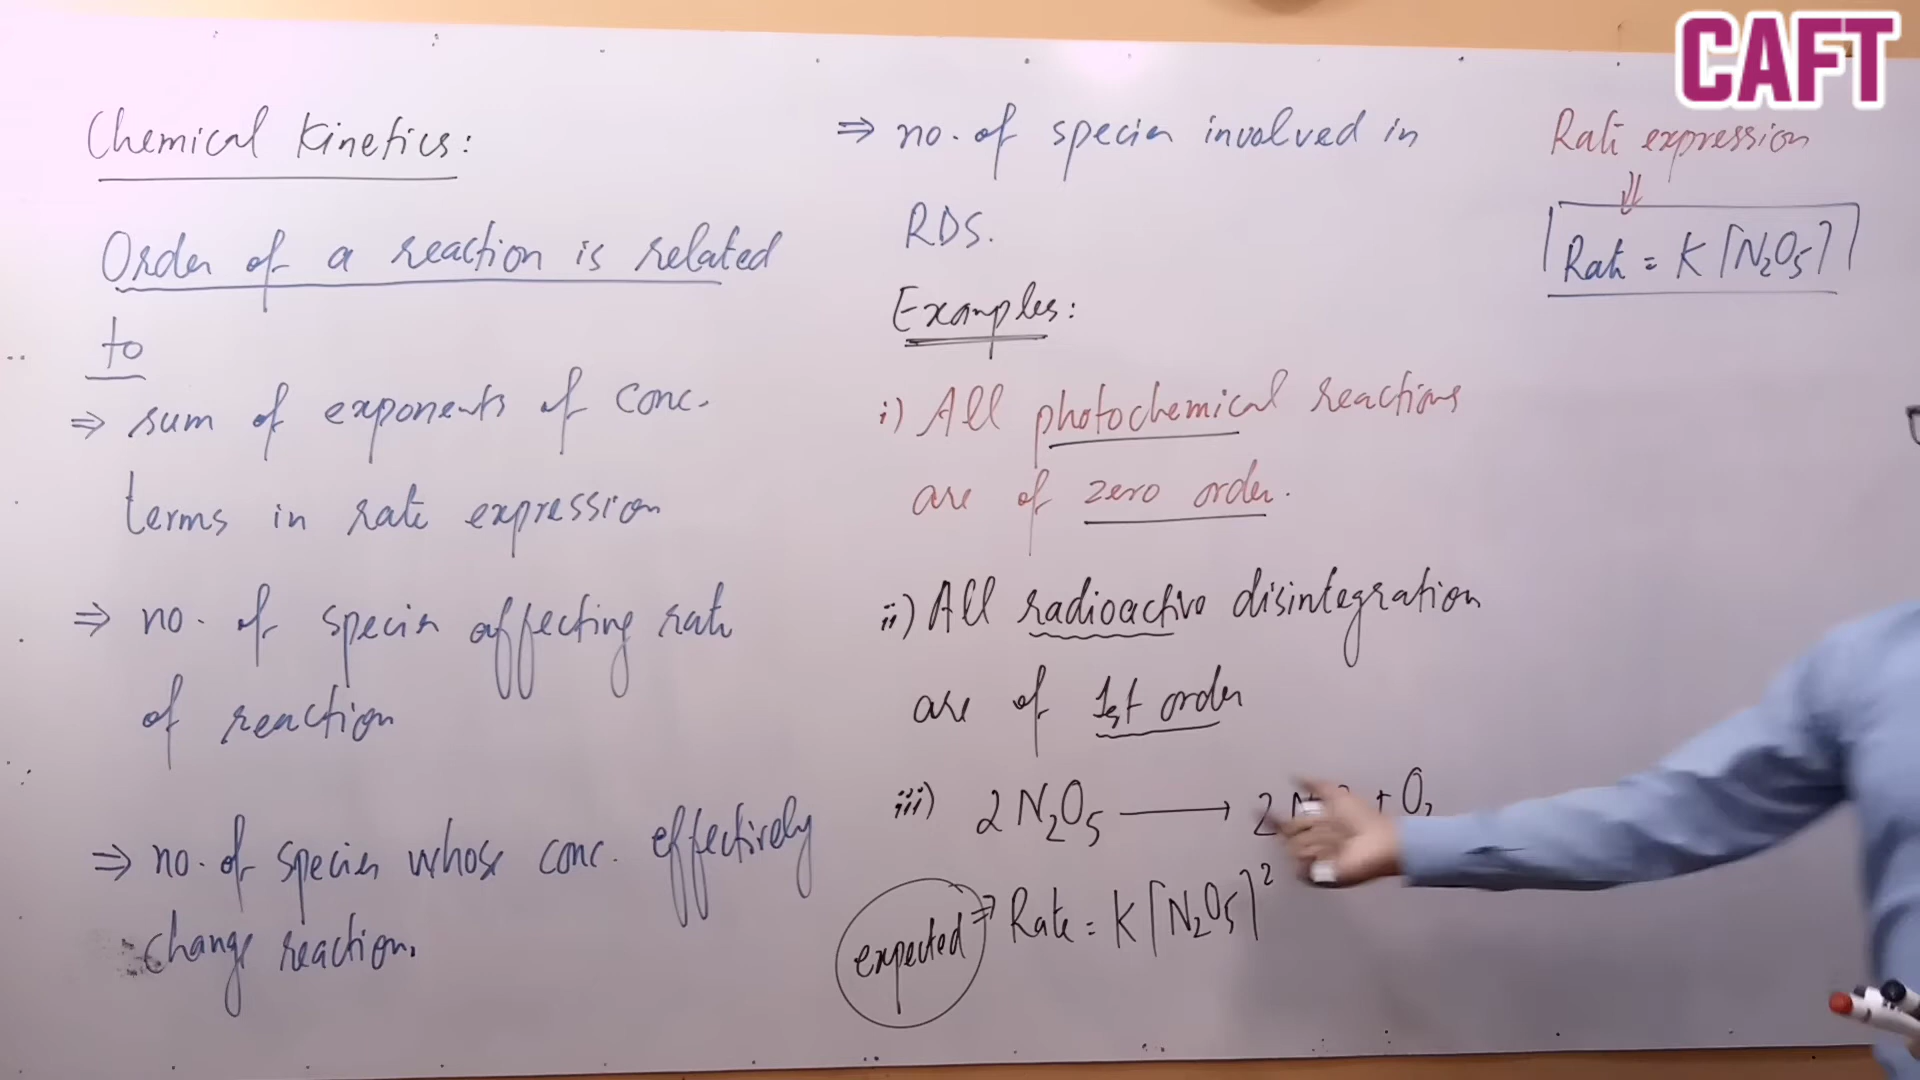 CAFT
Chemical Kinetics:
Order of a reaction is related
to
⇒ sum of exponents of conc.
terms in rate expression
⇒ no. of species affecting rate
of reaction
⇒ no. of species whose conc. effectively
change reaction.
⇒ no. of species involved in
RDS.
Examples:
i) All photochemical reactions
are of zero order.
ii) All radioactive disintegration
are of 1st order
iii) 2N₂O₅ → 2 + O₂
expected ⇒ Rate = K[N₂O₅]²
Rate expression
⇓
Rate = K[N₂O₅]